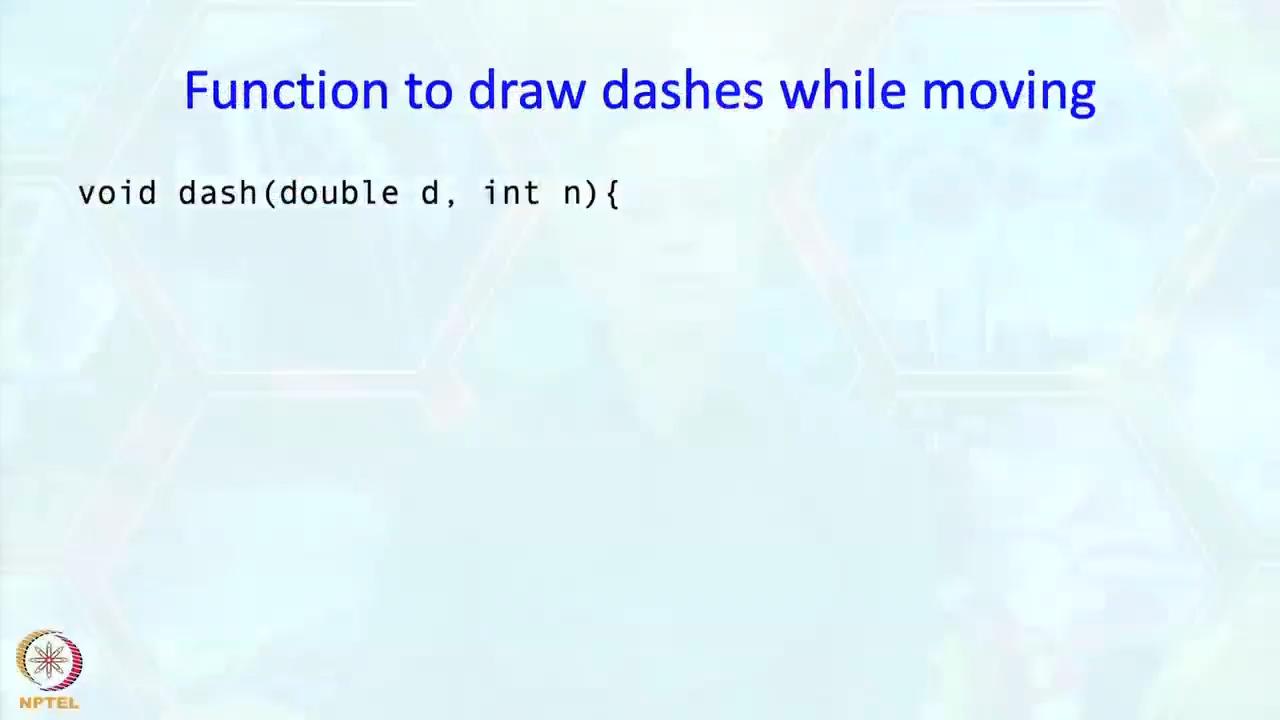 Function to draw dashes while moving
void dash(double d, int n){
NPTEL